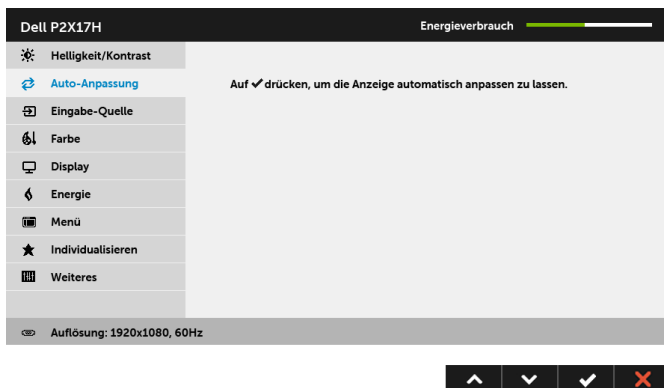 Dell P2X17H
Energieverbrauch
Helligkeit/Kontrast
Auto-Anpassung
Auf ✔ drücken, um die Anzeige automatisch anpassen zu lassen.
Eingabe-Quelle
Farbe
Display
Energie
Menü
Individualisieren
Weiteres
Auflösung: 1920x1080, 60Hz